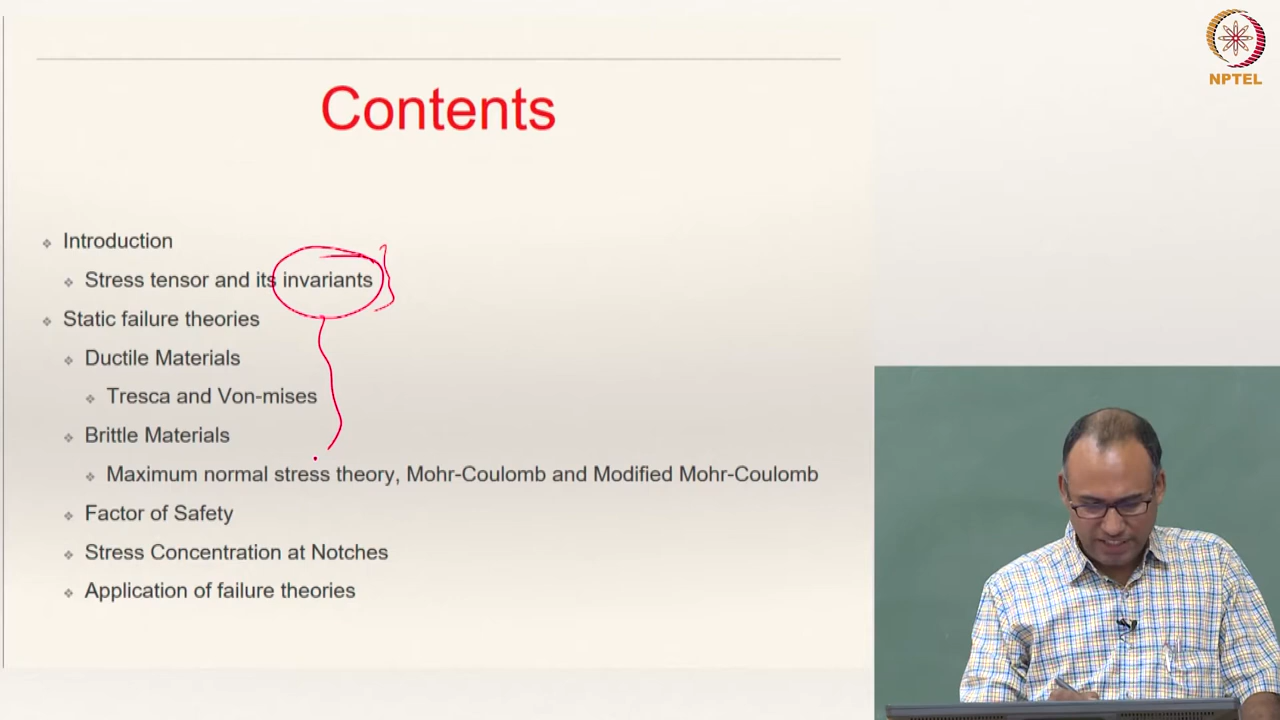 NPTEL
Contents
Introduction
Stress tensor and its invariants
Static failure theories
Ductile Materials
Tresca and Von-mises
Brittle Materials
Maximum normal stress theory, Mohr-Coulomb and Modified Mohr-Coulomb
Factor of Safety
Stress Concentration at Notches
Application of failure theories